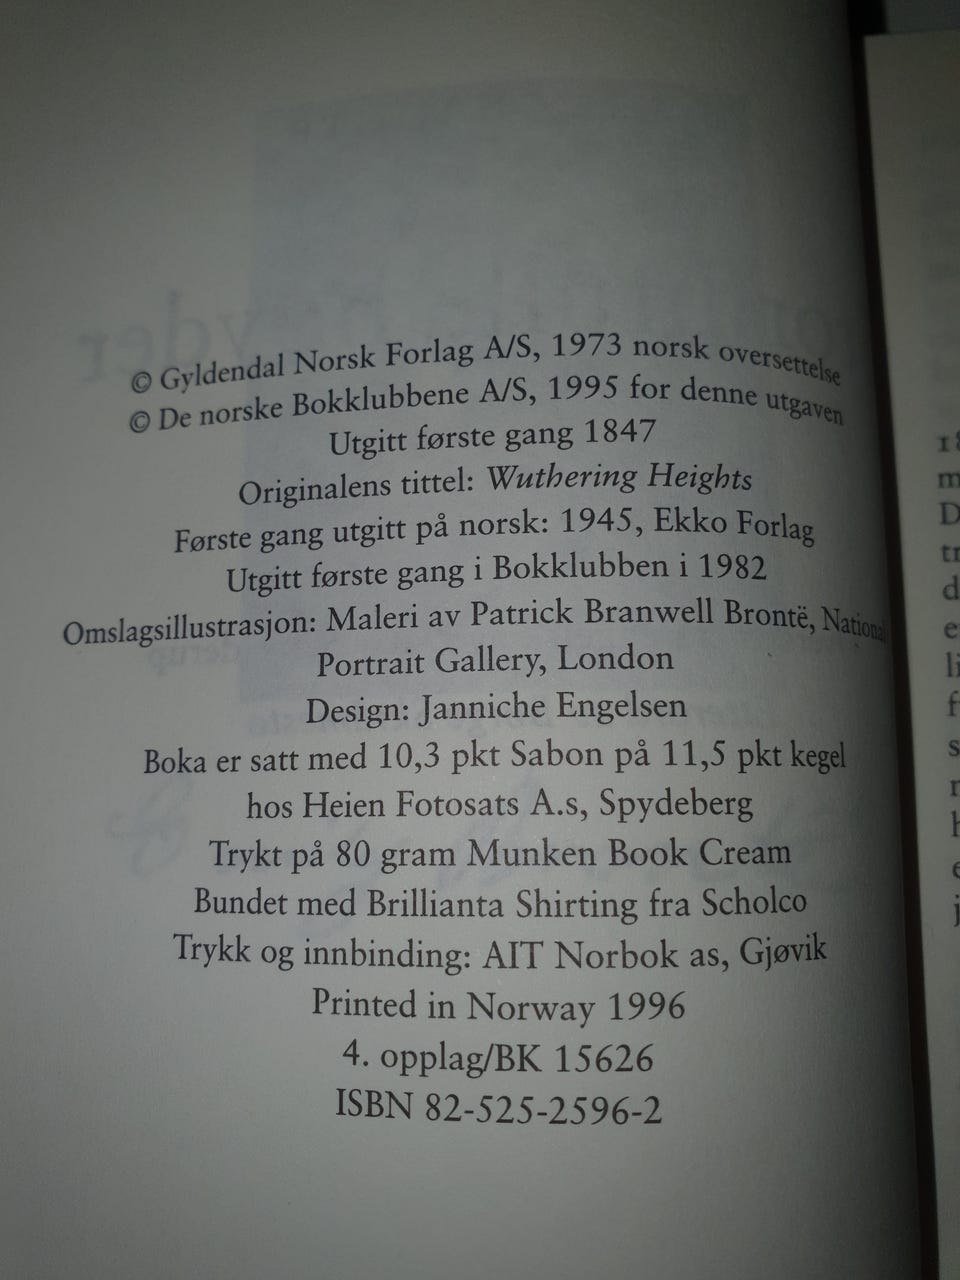 © Gyldendal Norsk Forlag A/S, 1973 norsk oversettelse
© De norske Bokklubbene A/S, 1995 for denne utgaven
Utgitt første gang 1847
Originalens tittel: Wuthering Heights
Første gang utgitt på norsk: 1945, Ekko Forlag
Utgitt første gang i Bokklubben i 1982
Omslagsillustrasjon: Maleri av Patrick Branwell Brontë, National
Portrait Gallery, London
Design: Janniche Engelsen
Boka er satt med 10,3 pkt Sabon på 11,5 pkt kegel
hos Heien Fotosats A.s, Spydeberg
Trykt på 80 gram Munken Book Cream
Bundet med Brillianta Shirting fra Scholco
Trykk og innbinding: AIT Norbok as, Gjøvik
Printed in Norway 1996
4. opplag/BK 15626
ISBN 82-525-2596-2